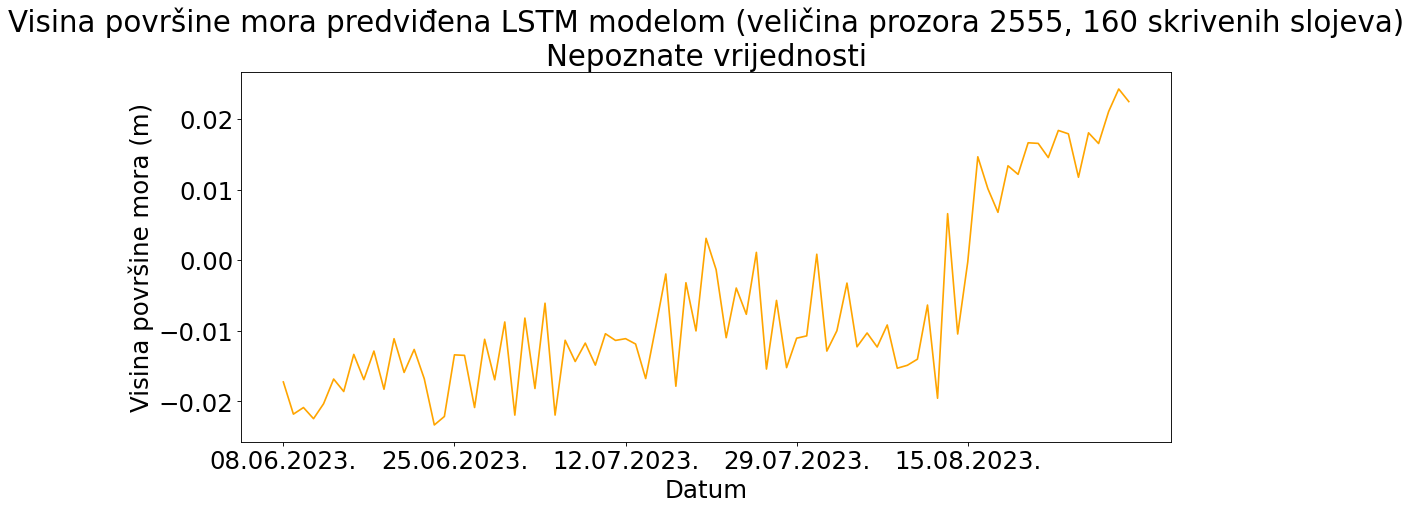 Visina površine mora predviđena LSTM modelom (veličina prozora 2555, 160 skrivenih slojeva)
Nepoznate vrijednosti
Visina površine mora (m)
0.02
0.01
0.00
−0.01
−0.02
08.06.2023. 25.06.2023. 12.07.2023. 29.07.2023. 15.08.2023.
Datum